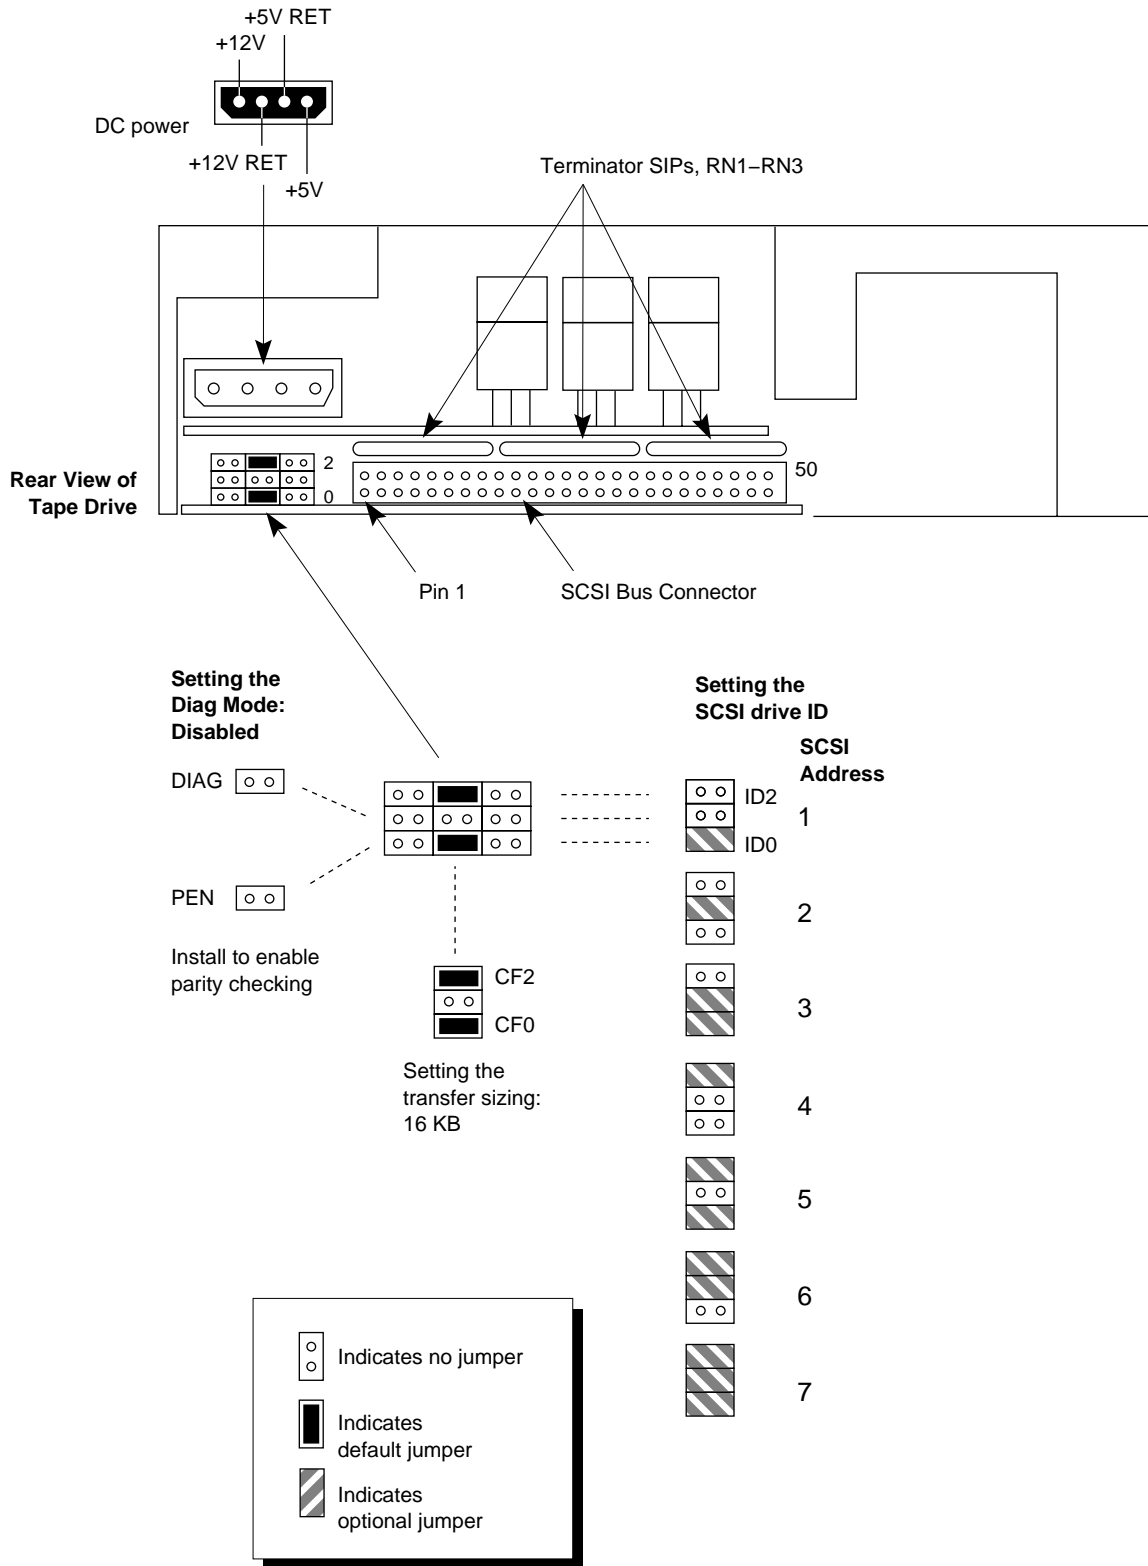 +5V RET
+12V
DC power
+12V RET
+5V
Terminator SIPs, RN1–RN3
Rear View of
Tape Drive
2
0
50
Pin 1
SCSI Bus Connector
Setting the
Diag Mode:
Disabled
DIAG
PEN
Install to enable
parity checking
CF2
CF0
Setting the
transfer sizing:
16 KB
Setting the
SCSI drive ID
SCSI
Address
ID2
1
ID0
2
3
4
5
6
7
Indicates no jumper
Indicates
default jumper
Indicates
optional jumper